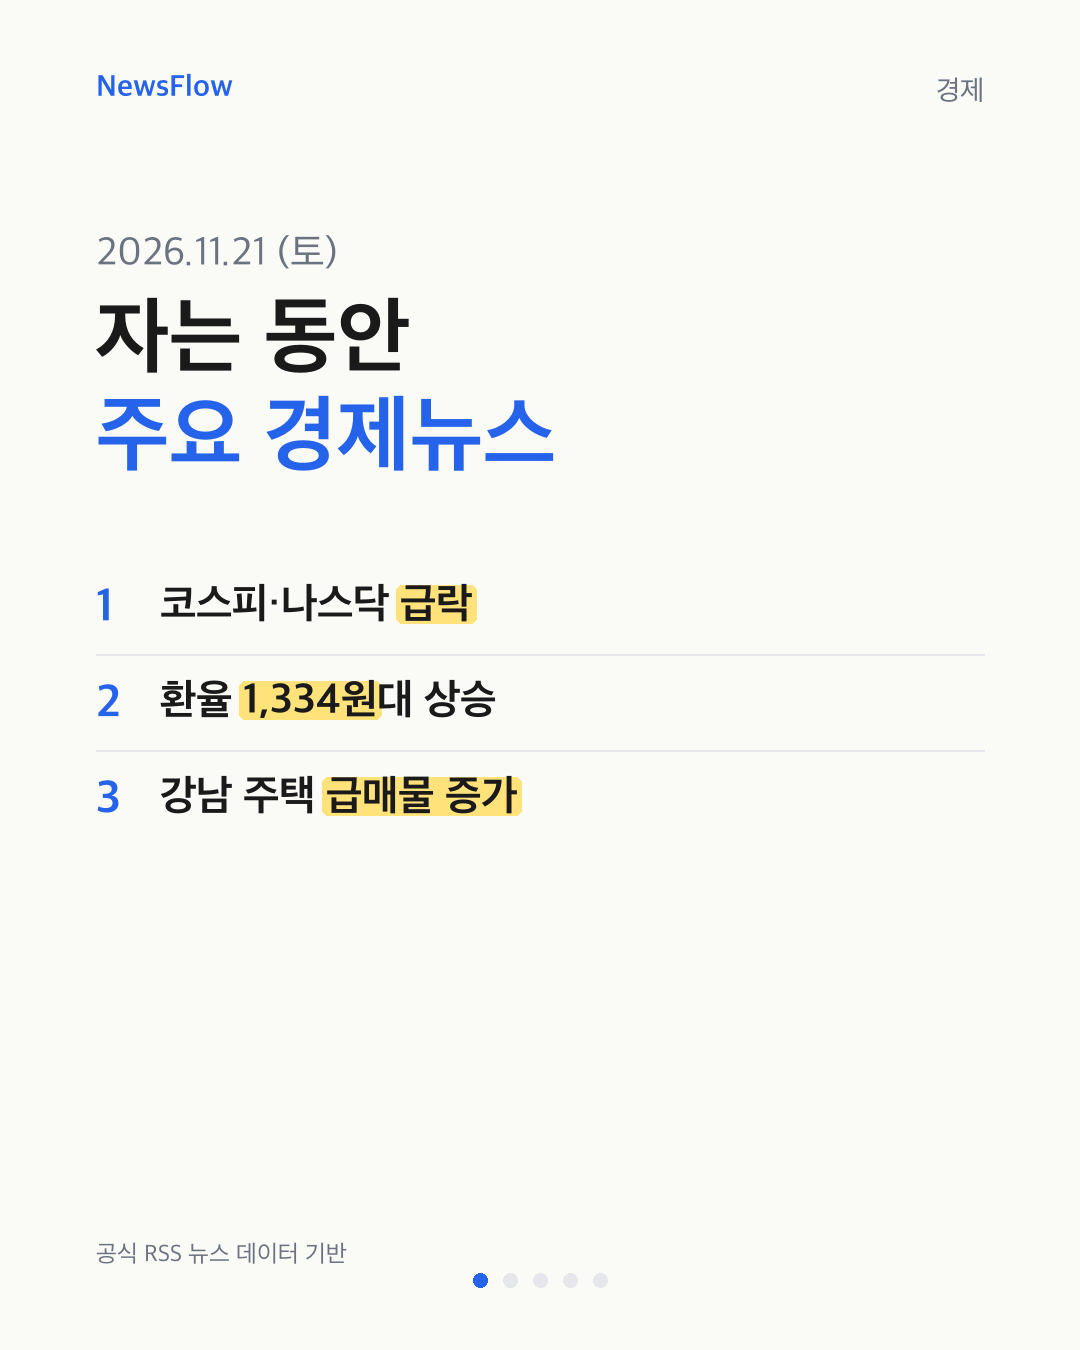 NewsFlow
경제
2026.11.21 (토)
자는 동안
주요 경제뉴스
1 코스피·나스닥 급락
2 환율 1,334원대 상승
3 강남 주택 급매물 증가
공식 RSS 뉴스 데이터 기반